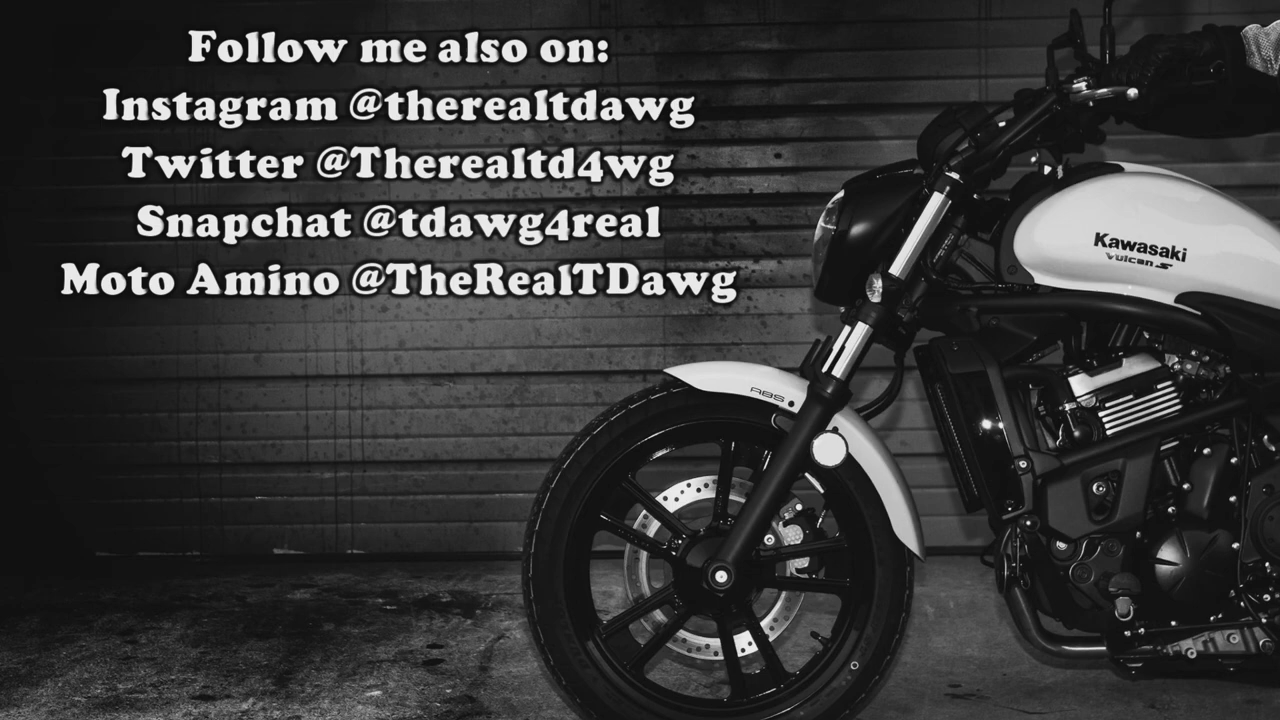 Follow me also on:
Instagram @therealtdawg
Twitter @Therealtd4wg
Snapchat @tdawg4real
Moto Amino @TheRealTDawg
Kawasaki
Vulcan S
ABS